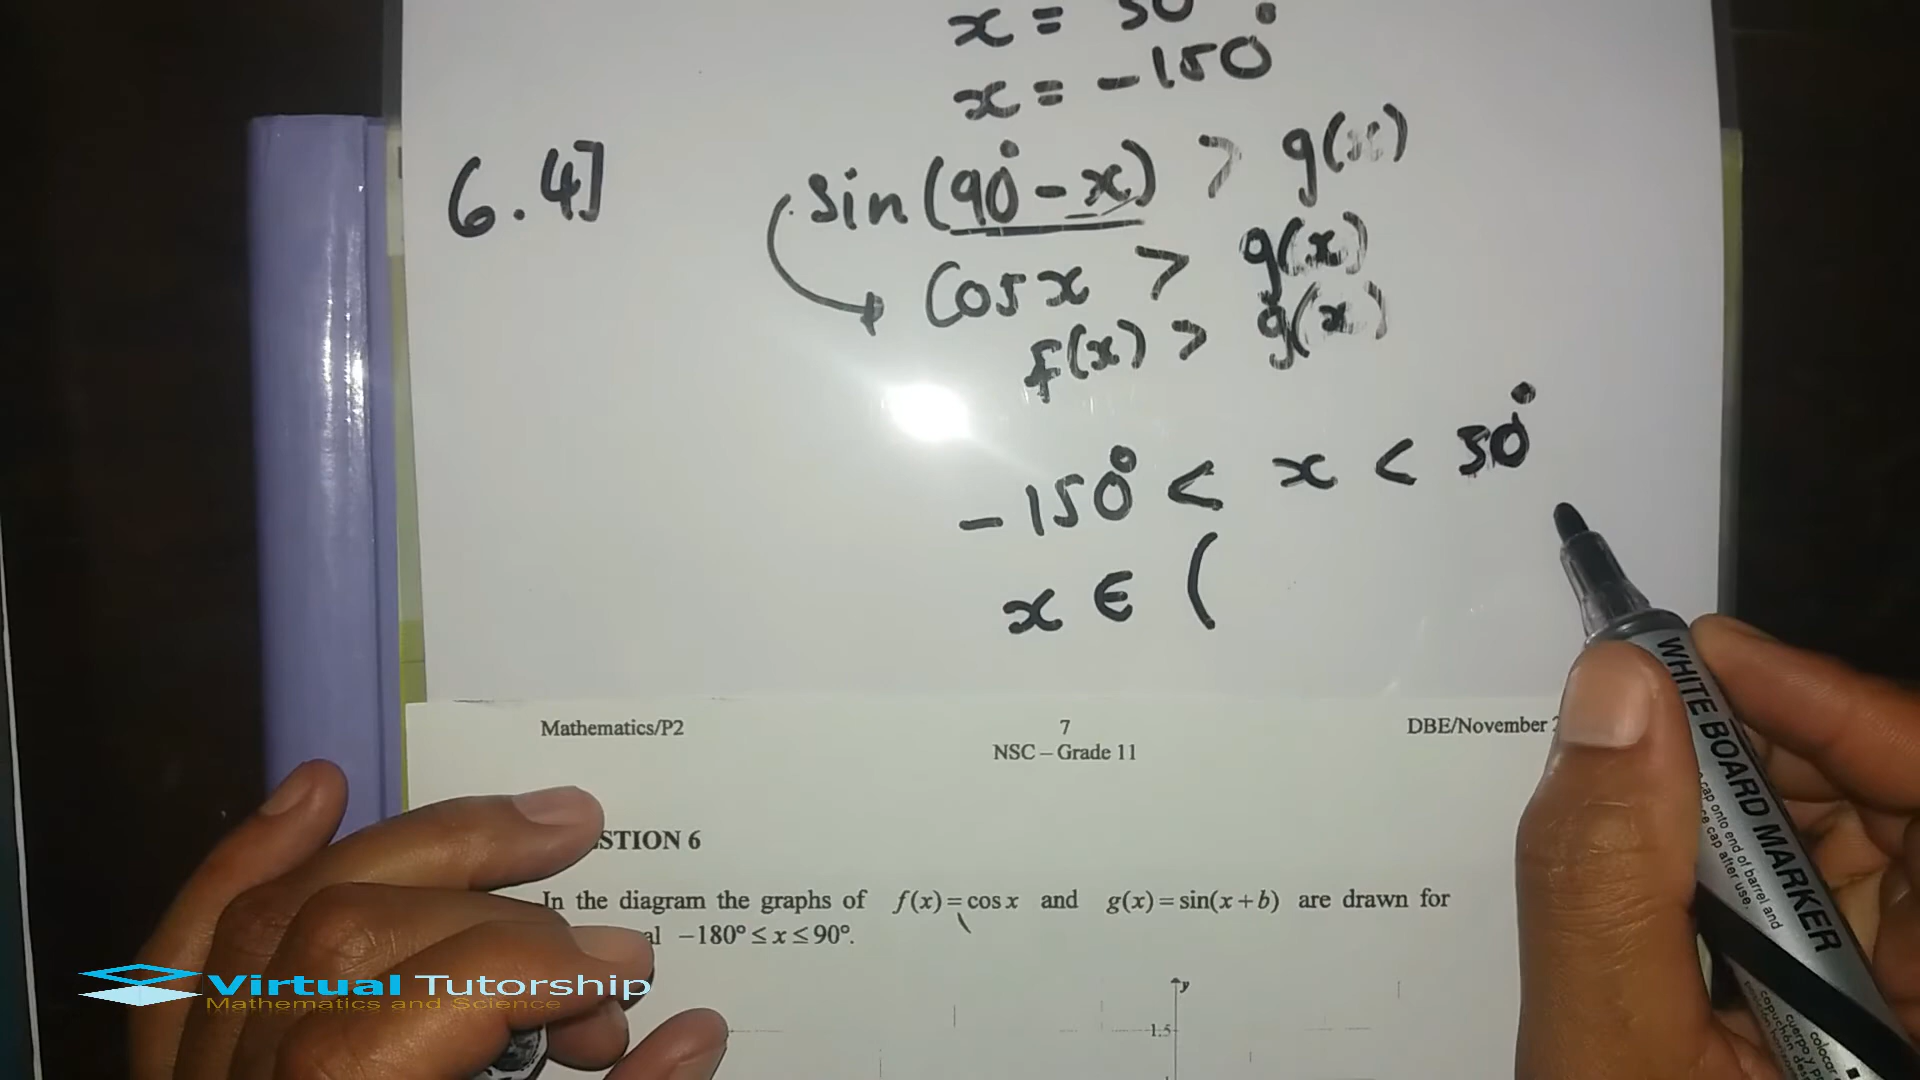 x = 30°
x = -150°
6.4] sin(90° - x) > g(x)
cos x > g(x)
f(x) > g(x)
-150° < x < 30°
x ∈ (
WHITE BOARD MARKER
Mathematics/P2 7 DBE/November
NSC – Grade 11
STION 6
In the diagram the graphs of f(x) = cos x and g(x) = sin(x + b) are drawn for
al -180° ≤ x ≤ 90°.
y
1.5
Virtual Tutorship
Mathematics and Science